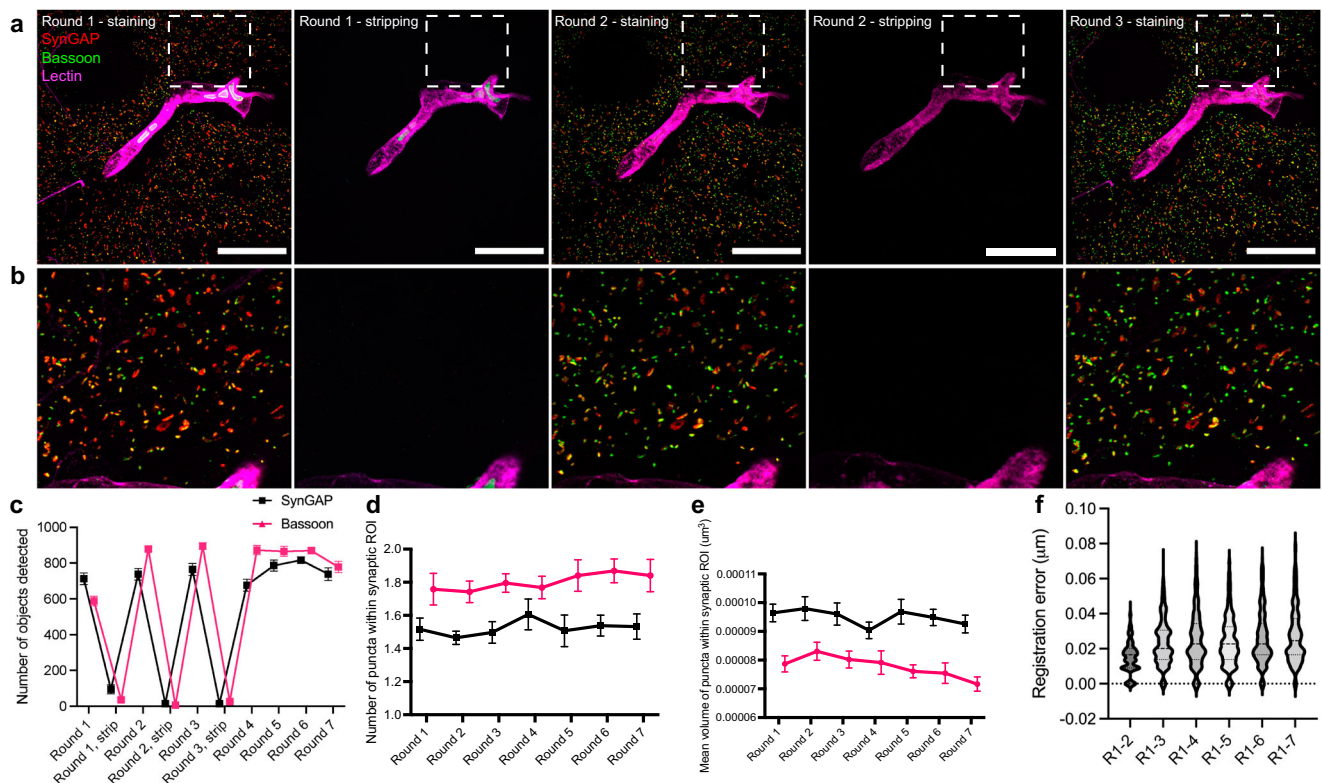 a
Round 1 - staining
SynGAP
Bassoon
Lectin
Round 1 - stripping
Round 2 - staining
Round 2 - stripping
Round 3 - staining
b
c
SynGAP
Bassoon
Number of objects detected
1000
800
600
400
200
0
Round 1
Round 1, strip
Round 2
Round 2, strip
Round 3
Round 3, strip
Round 4
Round 5
Round 6
Round 7
d
Number of puncta within synaptic ROI
2.0
1.8
1.6
1.4
1.2
1.0
Round 1
Round 2
Round 3
Round 4
Round 5
Round 6
Round 7
e
Mean volume of puncta within synaptic ROI (um³)
0.00011
0.00010
0.00009
0.00008
0.00007
0.00006
Round 1
Round 2
Round 3
Round 4
Round 5
Round 6
Round 7
f
Registration error (μm)
0.10
0.08
0.06
0.04
0.02
0.00
-0.02
R1-2
R1-3
R1-4
R1-5
R1-6
R1-7